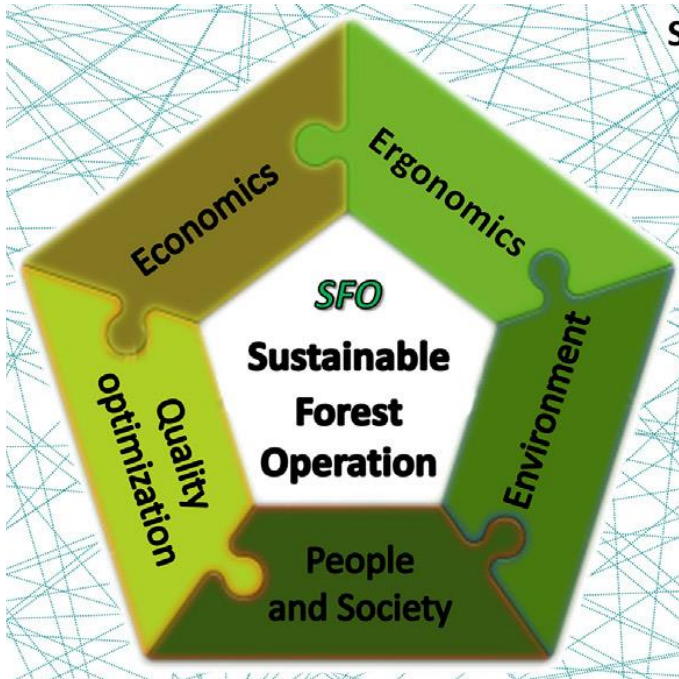 S
Economics
Ergonomics
SFO
Sustainable
Forest
Operation
Environment
Quality
optimization
People
and Society